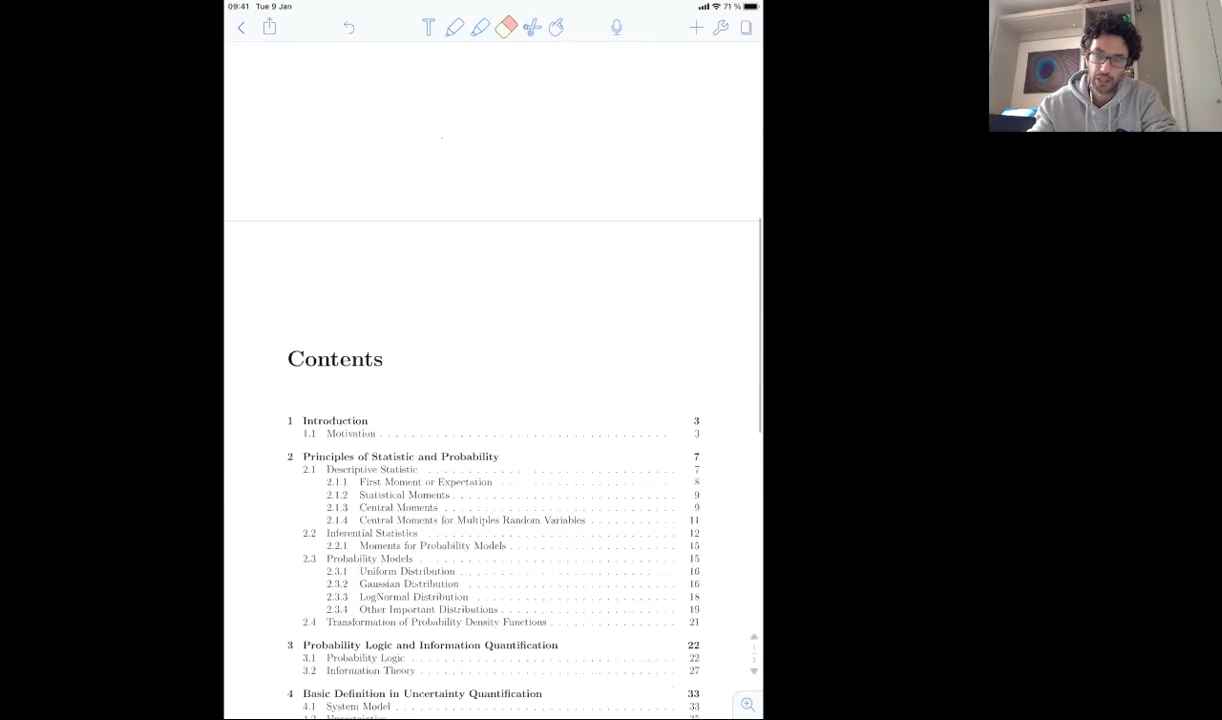 09:41 Tue 9 Jan 71 %
T
Contents
1 Introduction 3
1.1 Motivation 3
2 Principles of Statistic and Probability 7
2.1 Descriptive Statistic 7
2.1.1 First Moment or Expectation 8
2.1.2 Statistical Moments 9
2.1.3 Central Moments 9
2.1.4 Central Moments for Multiples Random Variables 11
2.2 Inferential Statistics 12
2.2.1 Moments for Probability Models 15
2.3 Probability Models 15
2.3.1 Uniform Distribution 16
2.3.2 Gaussian Distribution 16
2.3.3 LogNormal Distribution 18
2.3.4 Other Important Distributions 19
2.4 Transformation of Probability Density Functions 21
3 Probability Logic and Information Quantification 22
3.1 Probability Logic 22
3.2 Information Theory 27
4 Basic Definition in Uncertainty Quantification 33
4.1 System Model 33